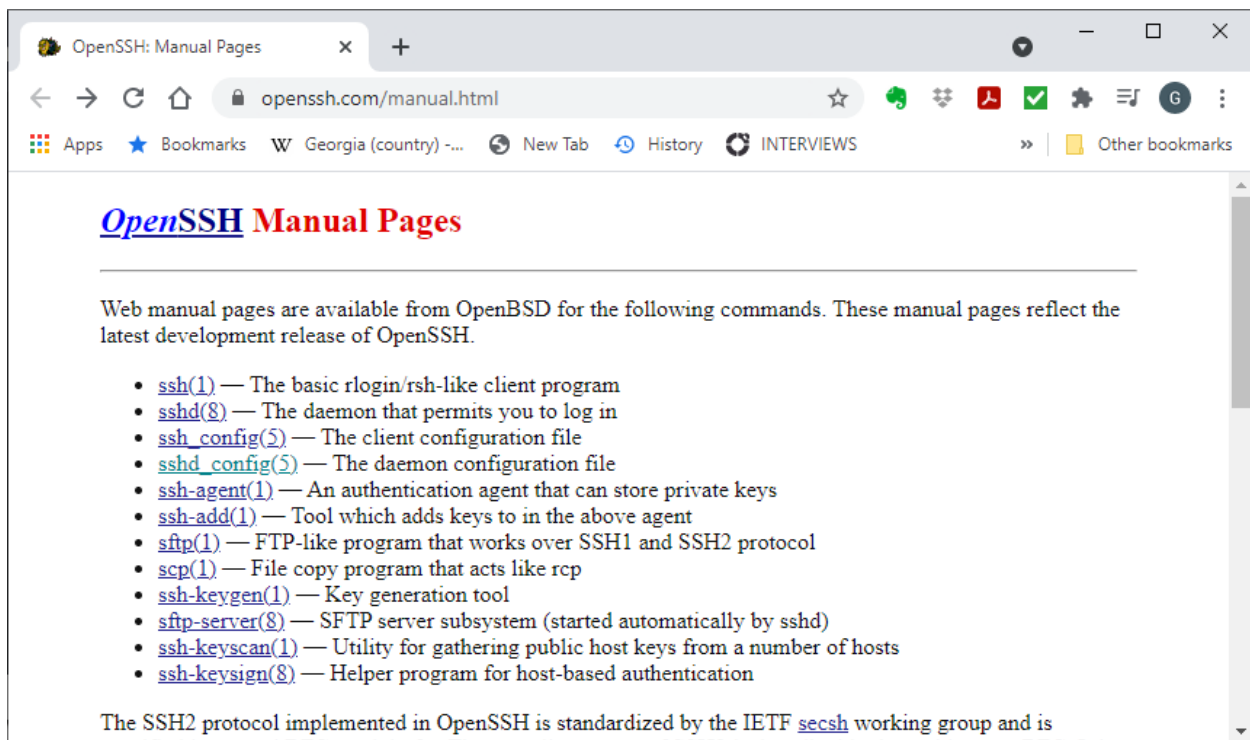 OpenSSH: Manual Pages
openssh.com/manual.html
G
Apps Bookmarks W Georgia (country) -... New Tab History INTERVIEWS » Other bookmarks
OpenSSH Manual Pages
Web manual pages are available from OpenBSD for the following commands. These manual pages reflect the
latest development release of OpenSSH.
• ssh(1) — The basic rlogin/rsh-like client program
• sshd(8) — The daemon that permits you to log in
• ssh_config(5) — The client configuration file
• sshd_config(5) — The daemon configuration file
• ssh-agent(1) — An authentication agent that can store private keys
• ssh-add(1) — Tool which adds keys to in the above agent
• sftp(1) — FTP-like program that works over SSH1 and SSH2 protocol
• scp(1) — File copy program that acts like rcp
• ssh-keygen(1) — Key generation tool
• sftp-server(8) — SFTP server subsystem (started automatically by sshd)
• ssh-keyscan(1) — Utility for gathering public host keys from a number of hosts
• ssh-keysign(8) — Helper program for host-based authentication
The SSH2 protocol implemented in OpenSSH is standardized by the IETF secsh working group and is